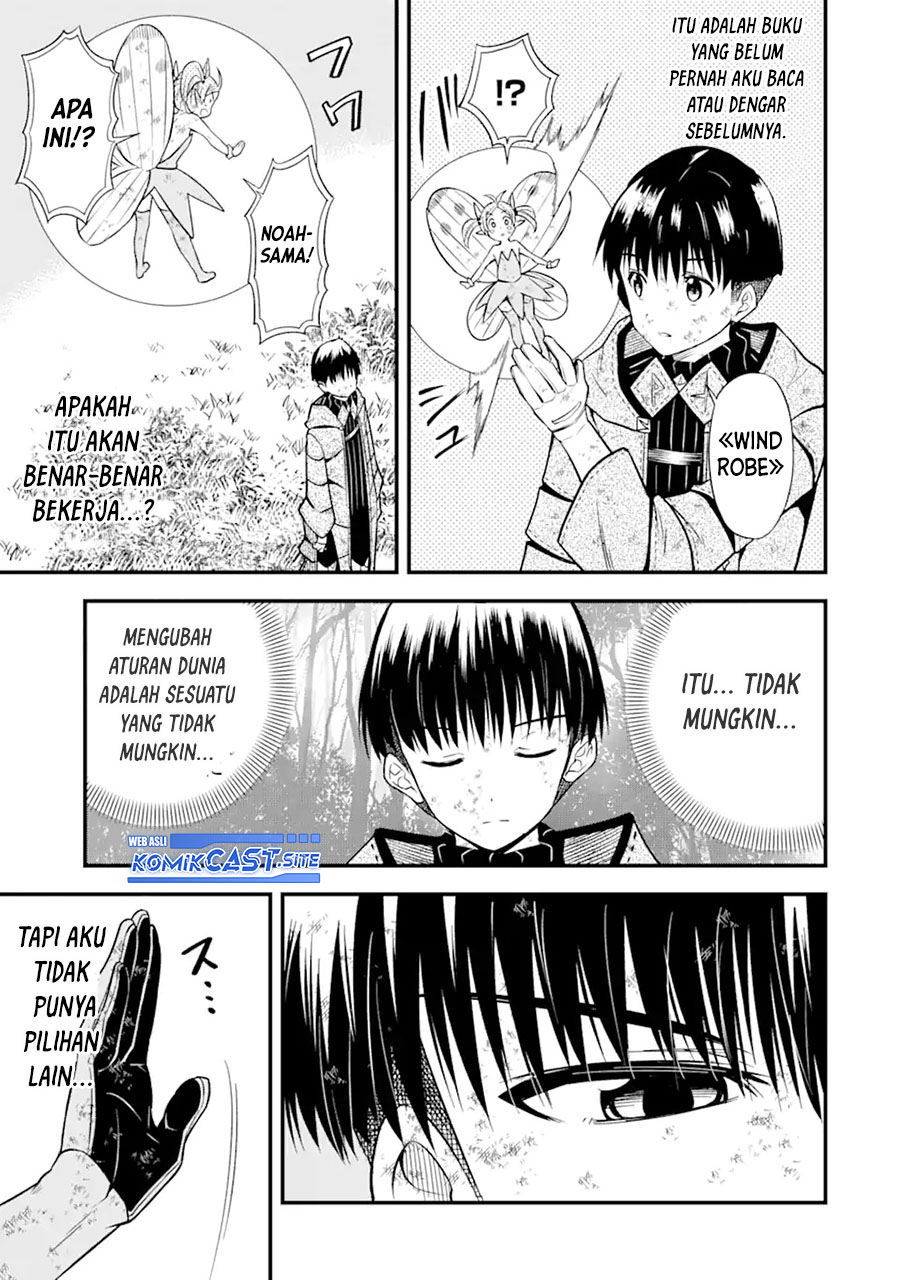 ITU ADALAH BUKU
YANG BELUM
PERNAH AKU BACA
ATAU DENGAR
SEBELUMNYA.
!?
«WIND
ROBE»
ビュル
フワ
APA
INI!?
NOAH-
SAMA!
APAKAH
ITU AKAN
BENAR-BENAR
BEKERJA...?
ITU... TIDAK
MUNGKIN...
MENGUBAH
ATURAN DUNIA
ADALAH SESUATU
YANG TIDAK
MUNGKIN...
WEB ASLI
KOMIKCAST.SITE
TAPI AKU
TIDAK
PUNYA
PILIHAN
LAIN...
ス...